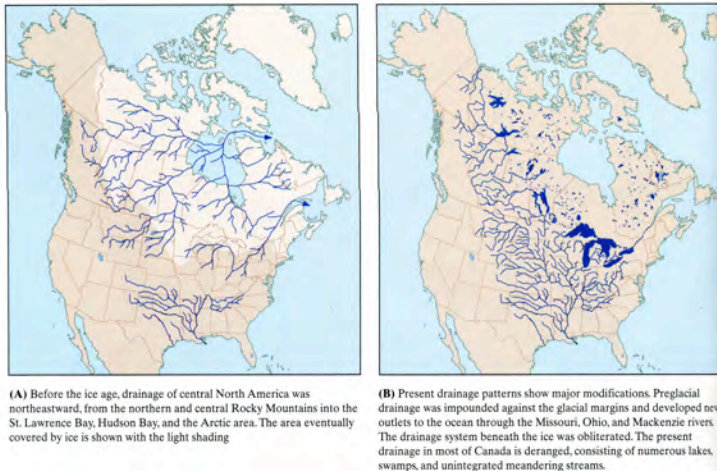 (A) Before the ice age, drainage of central North America was
northeastward, from the northern and central Rocky Mountains into the
St. Lawrence Bay, Hudson Bay, and the Arctic area. The area eventually
covered by ice is shown with the light shading
(B) Present drainage patterns show major modifications. Preglacial
drainage was impounded against the glacial margins and developed new
outlets to the ocean through the Missouri, Ohio, and Mackenzie rivers.
The drainage system beneath the ice was obliterated. The present
drainage in most of Canada is deranged, consisting of numerous lakes,
swamps, and unintegrated meandering streams.